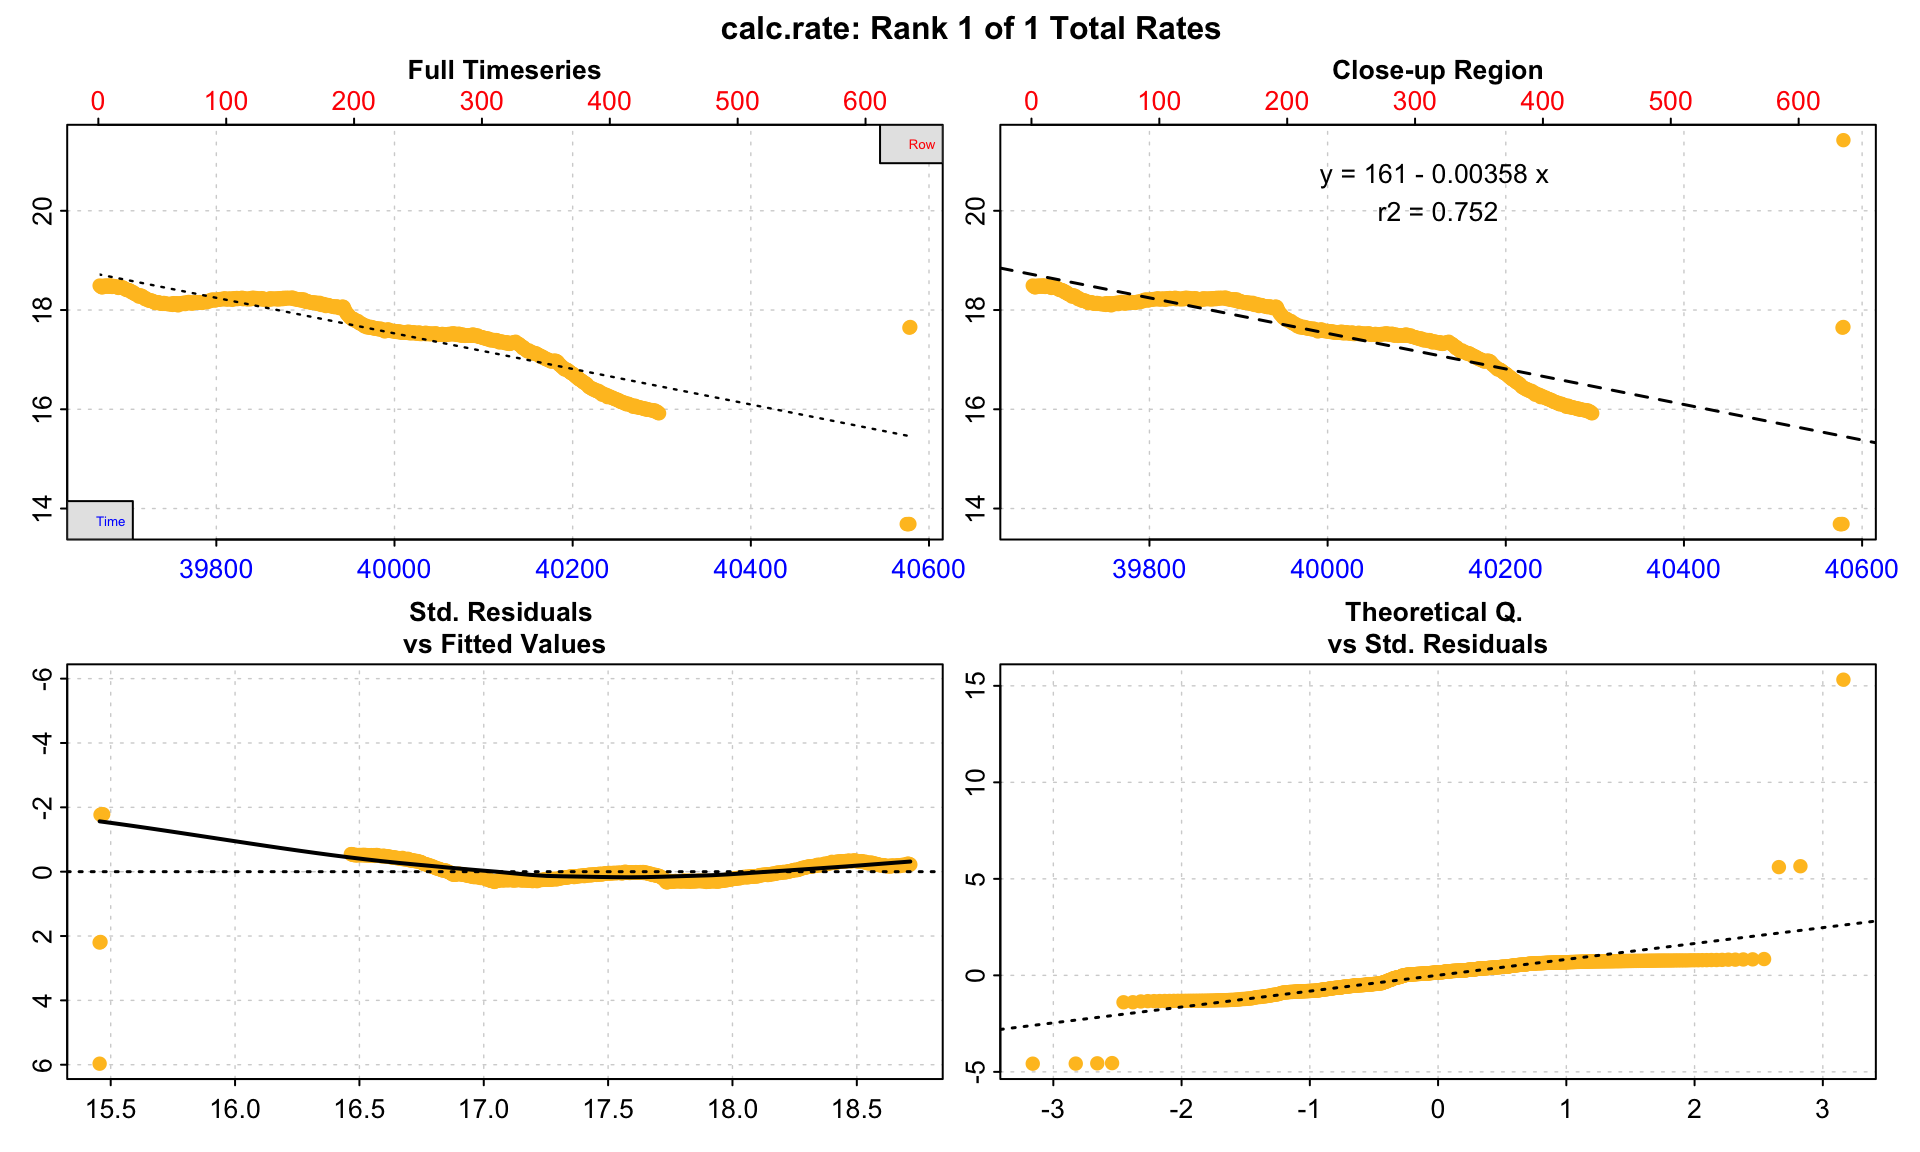 calc.rate: Rank 1 of 1 Total Rates
Full Timeseries
0 100 200 300 400 500 600
Row
20
18
16
14
Time
39800 40000 40200 40400 40600
Close-up Region
0 100 200 300 400 500 600
y = 161 - 0.00358 x
r2 = 0.752
20
18
16
14
39800 40000 40200 40400 40600
Std. Residuals
vs Fitted Values
-6
-4
-2
0
2
4
6
15.5 16.0 16.5 17.0 17.5 18.0 18.5
Theoretical Q.
vs Std. Residuals
15
10
5
0
-5
-3 -2 -1 0 1 2 3